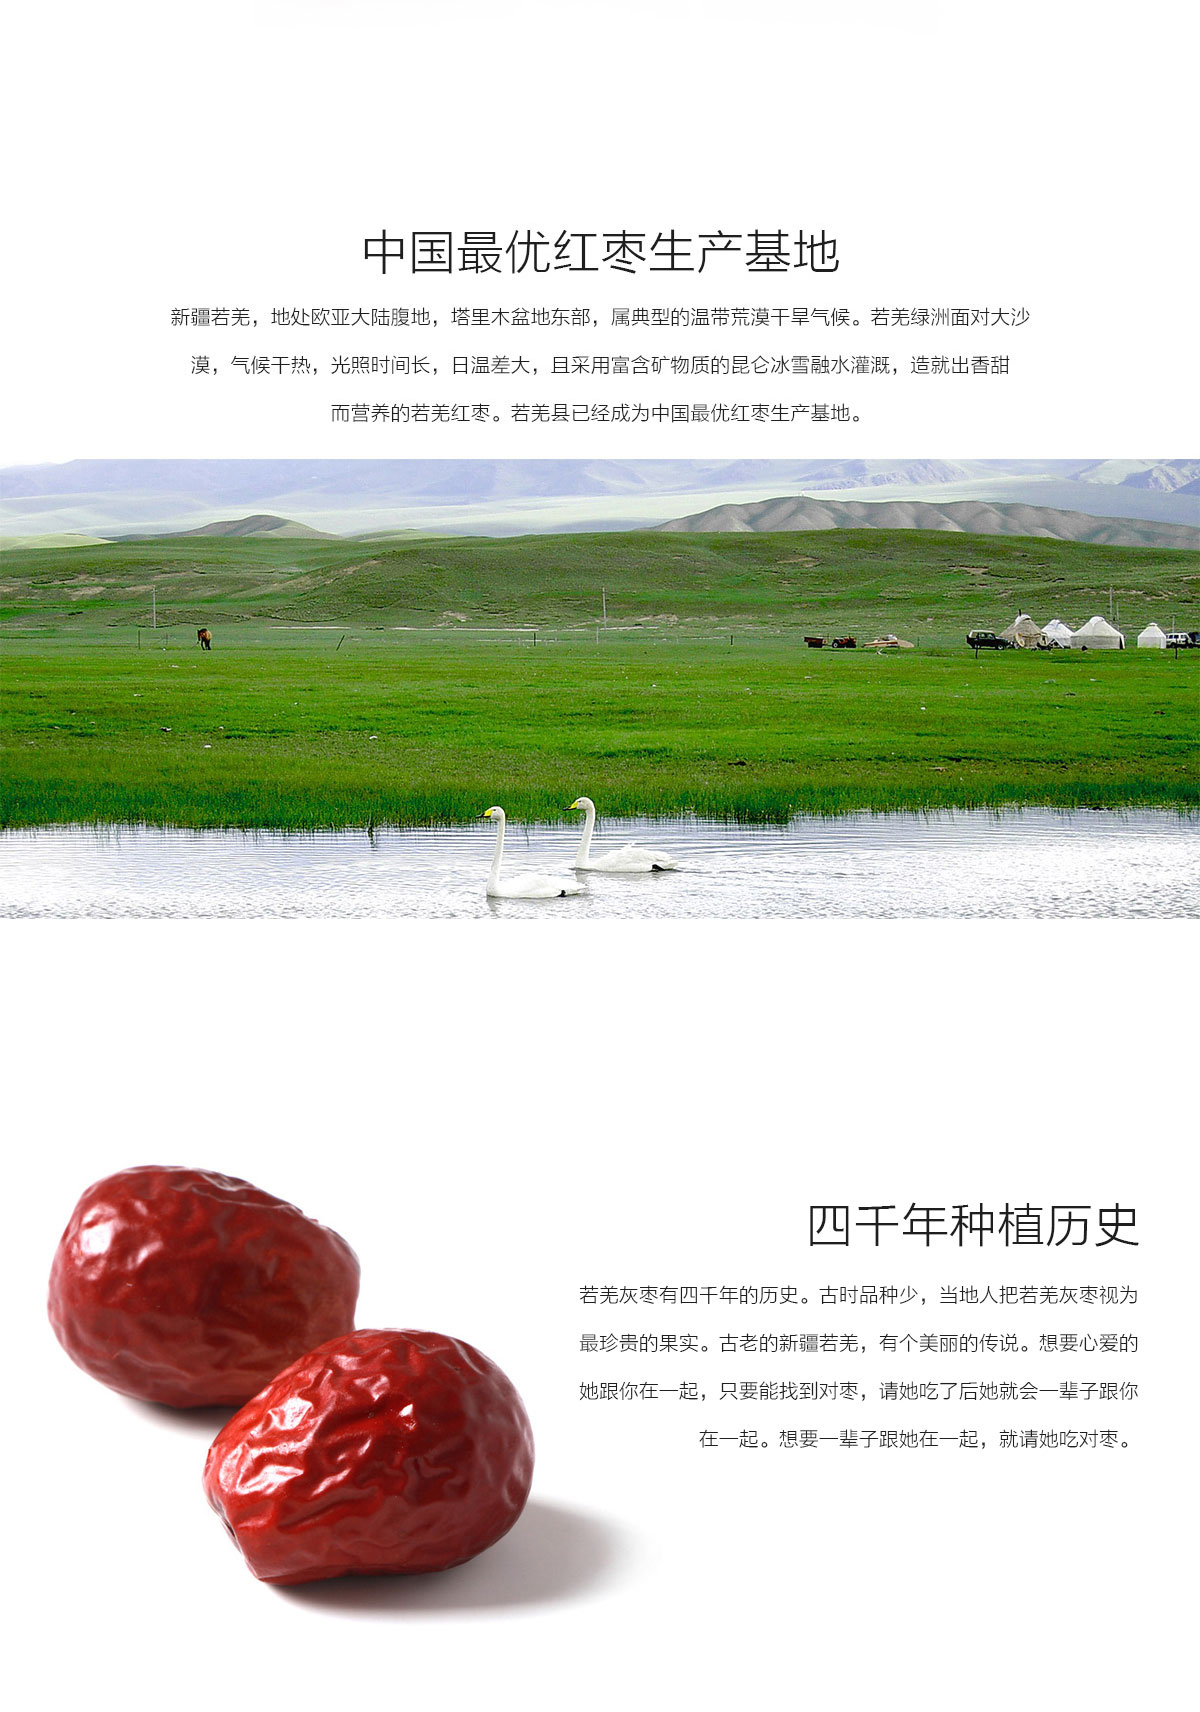 中国最优红枣生产基地
新疆若羌，地处欧亚大陆腹地，塔里木盆地东部，属典型的温带荒漠干旱气候。若羌绿洲面对大沙
漠，气候干热，光照时间长，日温差大，且采用富含矿物质的昆仑冰雪融水灌溉，造就出香甜
而营养的若羌红枣。若羌县已经成为中国最优红枣生产基地。
四千年种植历史
若羌灰枣有四千年的历史。古时品种少，当地人把若羌灰枣视为
最珍贵的果实。古老的新疆若羌，有个美丽的传说。想要心爱的
她跟你在一起，只要能找到对枣，请她吃了后她就会一辈子跟你
在一起。想要一辈子跟她在一起，就请她吃对枣。